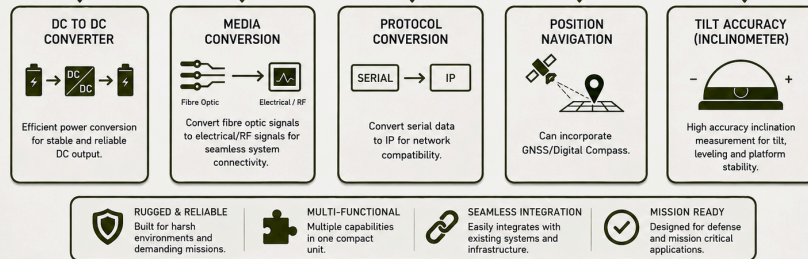 DC TO DC
CONVERTER
DC
DC
Efficient power conversion
for stable and reliable
DC output.
MEDIA
CONVERSION
Fibre Optic
Electrical / RF
Convert fibre optic signals
to electrical/RF signals for
seamless system
connectivity.
PROTOCOL
CONVERSION
SERIAL
IP
Convert serial data
to IP for network
compatibility.
POSITION
NAVIGATION
Can incorporate
GNSS/Digital Compass.
TILT ACCURACY
(INCLINOMETER)
− +
High accuracy inclination
measurement for tilt,
leveling and platform
stability.
RUGGED & RELIABLE
Built for harsh
environments and
demanding missions.
MULTI-FUNCTIONAL
Multiple capabilities
in one compact
unit.
SEAMLESS INTEGRATION
Easily integrates with
existing systems and
infrastructure.
MISSION READY
Designed for defense
and mission critical
applications.